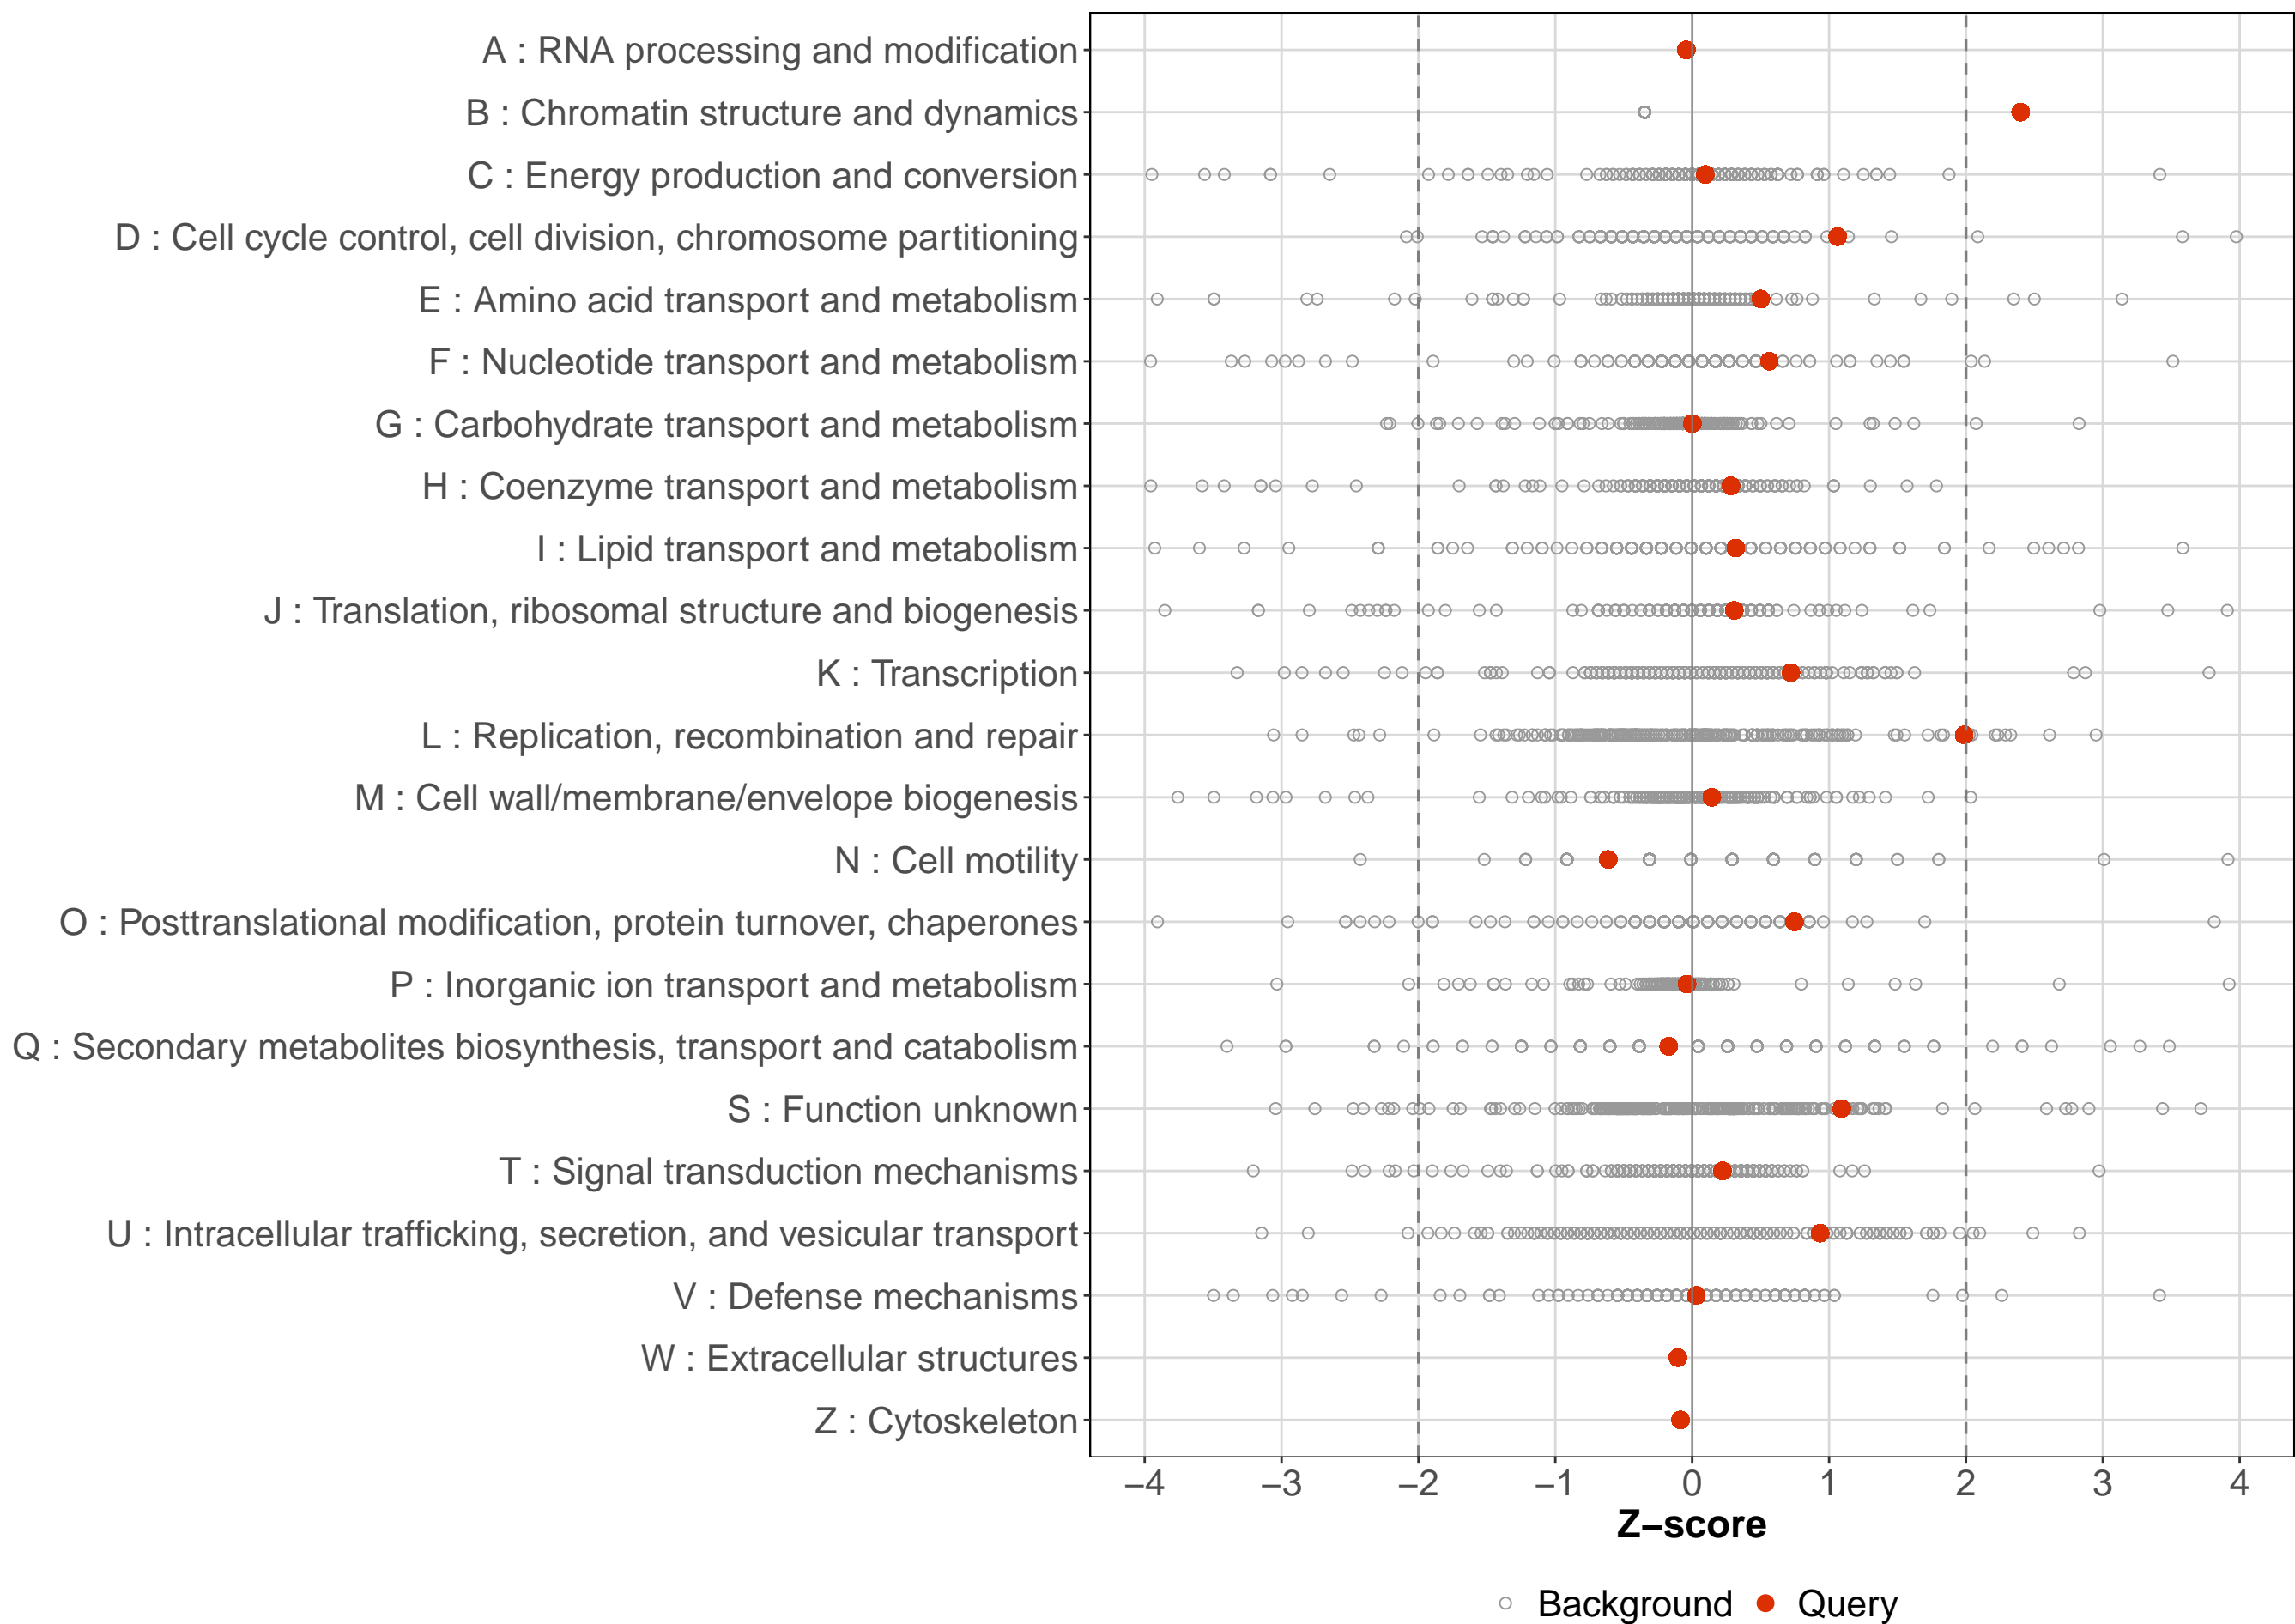 A : RNA processing and modification
B : Chromatin structure and dynamics
C : Energy production and conversion
D : Cell cycle control, cell division, chromosome partitioning
E : Amino acid transport and metabolism
F : Nucleotide transport and metabolism
G : Carbohydrate transport and metabolism
H : Coenzyme transport and metabolism
I : Lipid transport and metabolism
J : Translation, ribosomal structure and biogenesis
K : Transcription
L : Replication, recombination and repair
M : Cell wall/membrane/envelope biogenesis
N : Cell motility
O : Posttranslational modification, protein turnover, chaperones
P : Inorganic ion transport and metabolism
Q : Secondary metabolites biosynthesis, transport and catabolism
S : Function unknown
T : Signal transduction mechanisms
U : Intracellular trafficking, secretion, and vesicular transport
V : Defense mechanisms
W : Extracellular structures
Z : Cytoskeleton
−4 −3 −2 −1 0 1 2 3 4
Z−score
Background Query